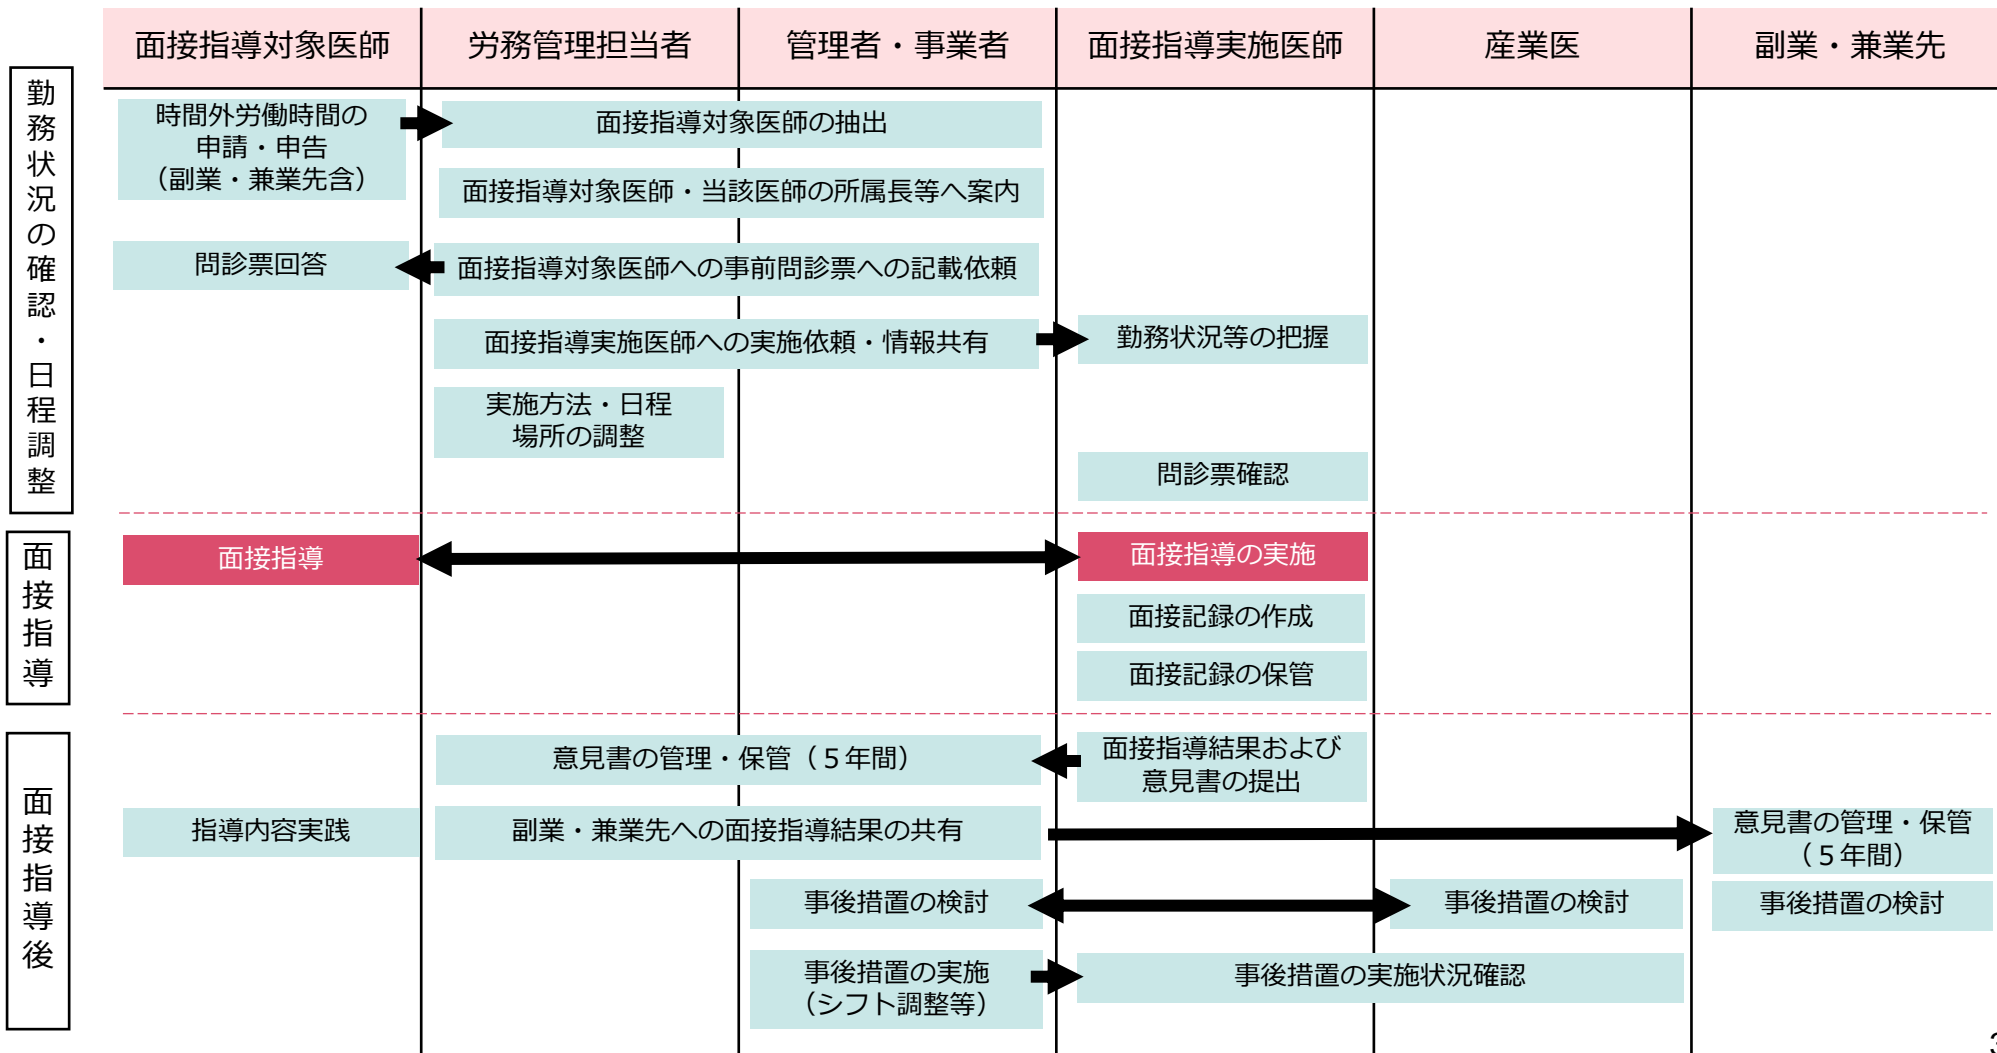 面接指導対象医師
労務管理担当者
管理者・事業者
面接指導実施医師
産業医
副業・兼業先
勤務状況の確認・日程調整
時間外労働時間の
申請・申告
（副業・兼業先含）
面接指導対象医師の抽出
面接指導対象医師・当該医師の所属長等へ案内
問診票回答
面接指導対象医師への事前問診票への記載依頼
面接指導実施医師への実施依頼・情報共有
勤務状況等の把握
実施方法・日程
場所の調整
問診票確認
面接指導
面接指導
面接指導の実施
面接記録の作成
面接記録の保管
面接指導後
意見書の管理・保管（５年間）
面接指導結果および
意見書の提出
指導内容実践
副業・兼業先への面接指導結果の共有
意見書の管理・保管
（５年間）
事後措置の検討
事後措置の検討
事後措置の検討
事後措置の実施
（シフト調整等）
事後措置の実施状況確認